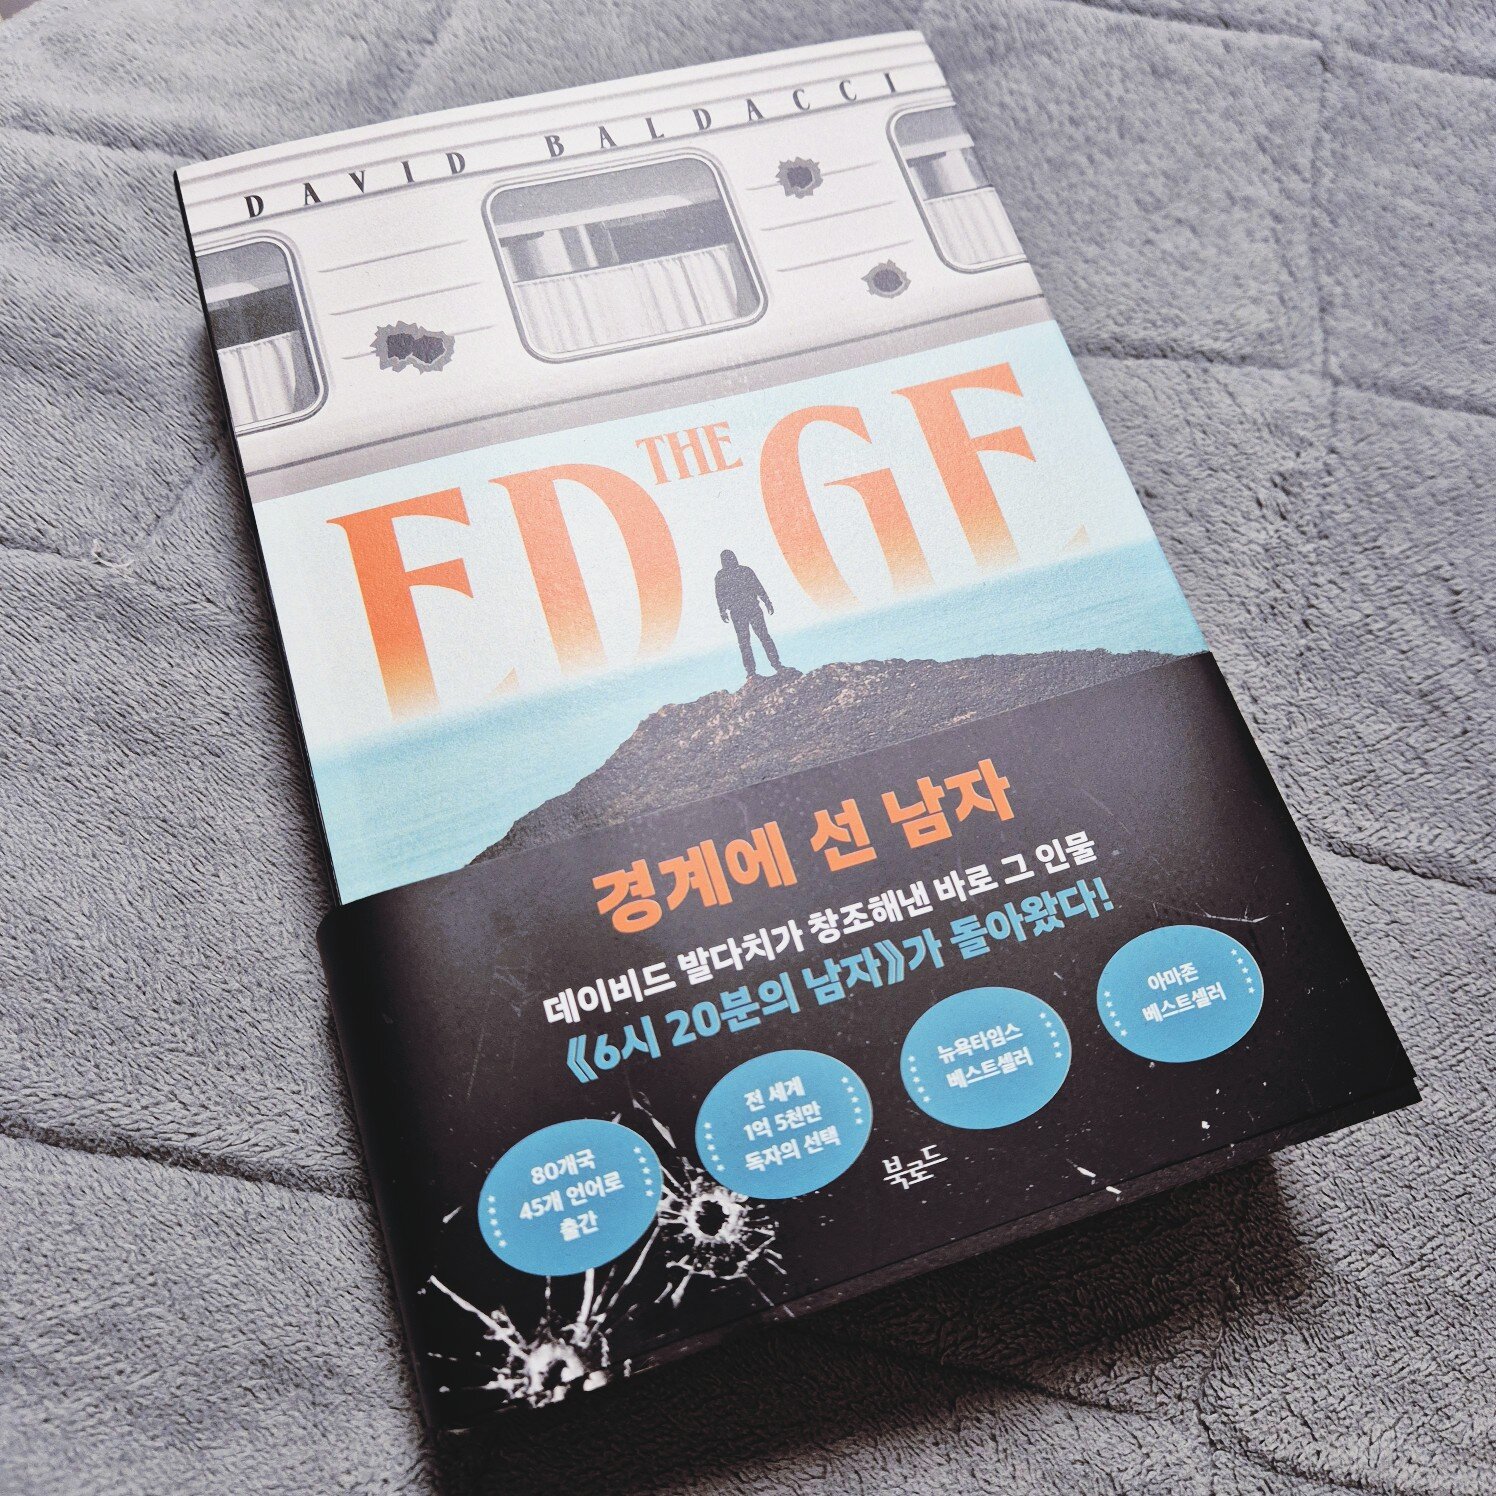 DAVID BALDACCI
THE
EDGE
경계에 선 남자
데이비드 발다치가 창조해낸 바로 그 인물
《6시 20분의 남자》가 돌아왔다!
80개국
45개 언어로
출간
전 세계
1억 5천만
독자의 선택
뉴욕타임스
베스트셀러
아마존
베스트셀러
북로드